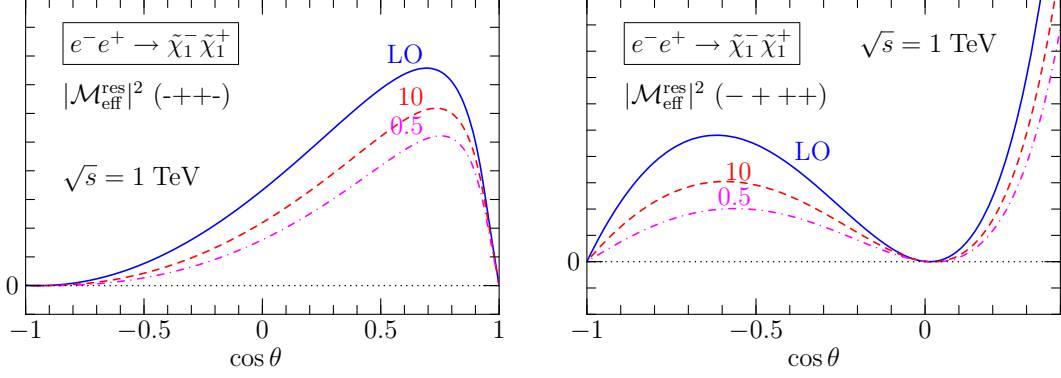 e⁻e⁺ → χ̃₁⁻χ̃₁⁺
|ℳ_eff^res|² (-++-)
√s = 1 TeV
LO
10
0.5
0
−1
−0.5
0
0.5
1
cos θ
e⁻e⁺ → χ̃₁⁻χ̃₁⁺
√s = 1 TeV
|ℳ_eff^res|² (− + ++)
LO
10
0.5
0
−1
−0.5
0
cos θ